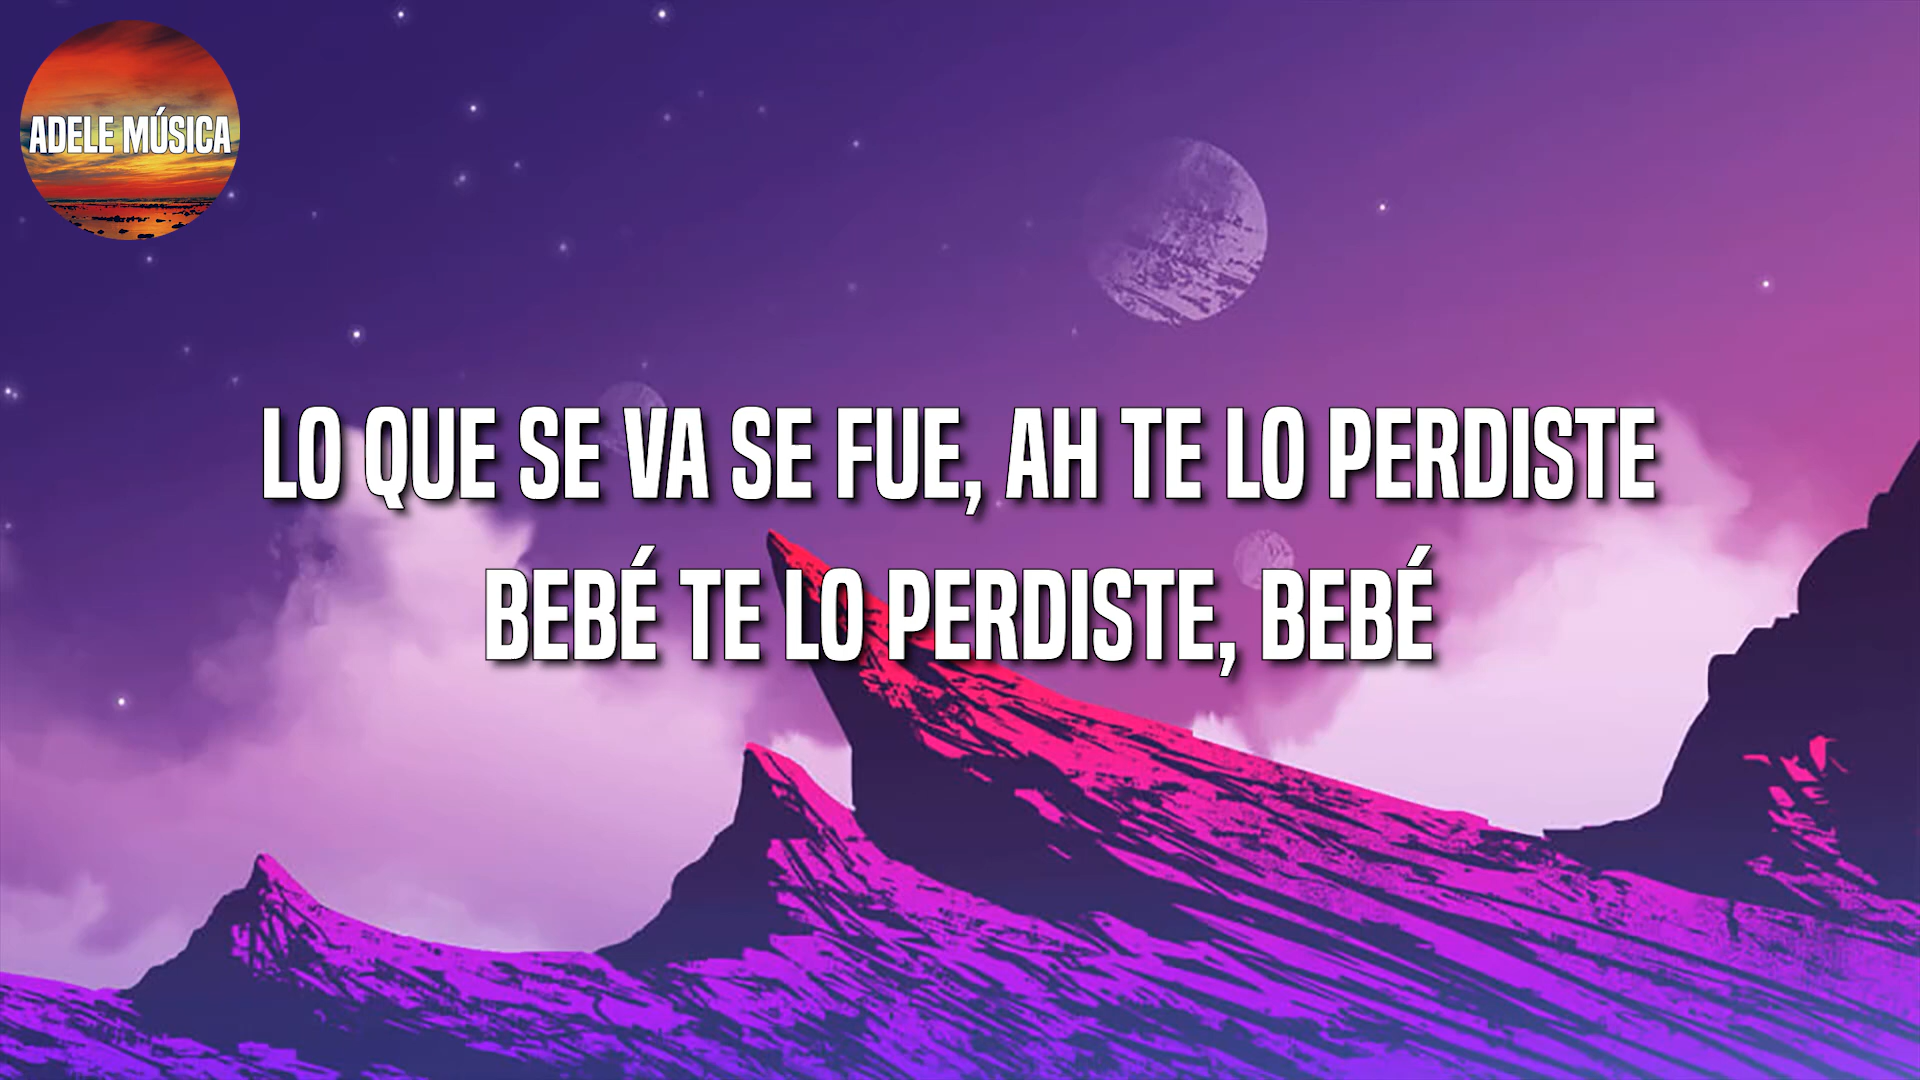 ADELE MÚSICA
LO QUE SE VA SE FUE, AH TE LO PERDISTE
BEBÉ TE LO PERDISTE, BEBÉ